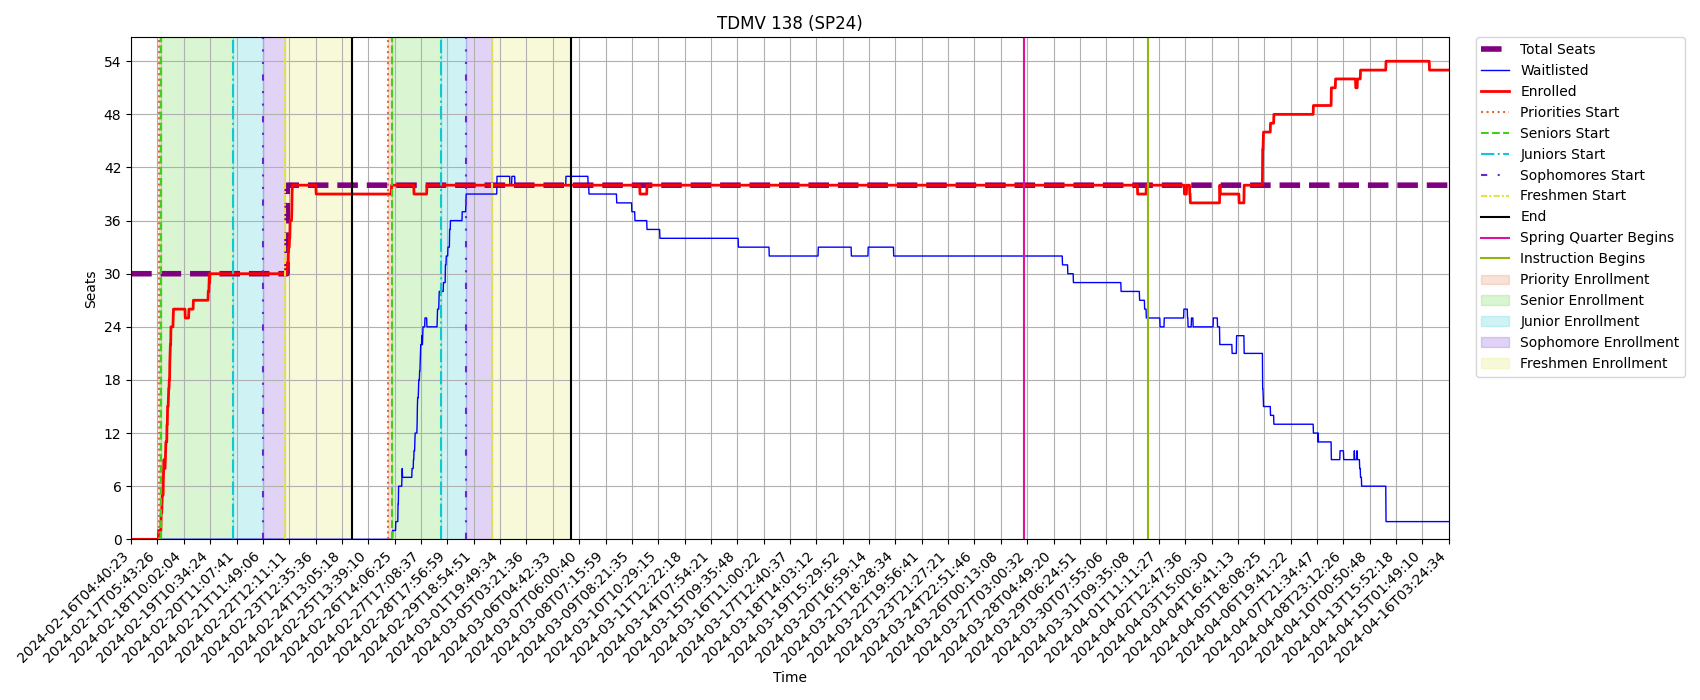 TDMV 138 (SP24)
Seats
54
48
42
36
30
24
18
12
6
0
2024-02-16T04:40:23
2024-02-17T05:43:26
2024-02-18T10:02:04
2024-02-19T10:34:24
2024-02-20T11:07:41
2024-02-21T11:49:06
2024-02-22T12:11:11
2024-02-23T12:35:36
2024-02-24T13:05:18
2024-02-25T13:39:10
2024-02-26T14:06:25
2024-02-27T17:08:37
2024-02-28T17:56:59
2024-02-29T18:54:51
2024-03-01T19:49:34
2024-03-05T03:21:36
2024-03-06T04:42:33
2024-03-07T06:00:40
2024-03-08T07:15:59
2024-03-09T08:21:35
2024-03-10T10:29:15
2024-03-11T12:22:18
2024-03-14T07:54:21
2024-03-15T09:35:48
2024-03-16T11:00:22
2024-03-17T12:40:37
2024-03-18T14:03:12
2024-03-19T15:29:52
2024-03-20T16:59:14
2024-03-21T18:28:34
2024-03-22T19:56:41
2024-03-23T21:27:21
2024-03-24T22:51:46
2024-03-26T00:13:08
2024-03-27T03:00:32
2024-03-28T04:49:20
2024-03-29T06:24:51
2024-03-30T07:55:06
2024-03-31T09:35:08
2024-04-01T11:11:27
2024-04-02T12:47:36
2024-04-03T15:00:30
2024-04-04T16:41:13
2024-04-05T18:08:25
2024-04-06T19:41:22
2024-04-07T21:34:47
2024-04-08T23:12:26
2024-04-10T00:50:48
2024-04-13T15:52:18
2024-04-15T01:49:10
2024-04-16T03:24:34
Time
Total Seats
Waitlisted
Enrolled
Priorities Start
Seniors Start
Juniors Start
Sophomores Start
Freshmen Start
End
Spring Quarter Begins
Instruction Begins
Priority Enrollment
Senior Enrollment
Junior Enrollment
Sophomore Enrollment
Freshmen Enrollment